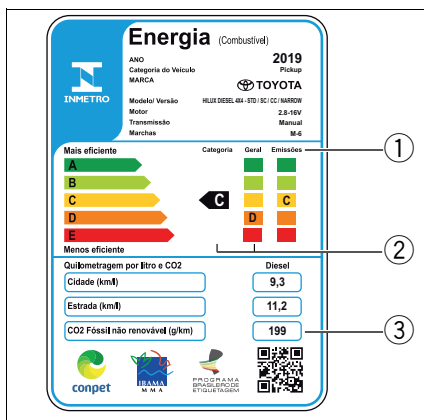 Energia (Combustível)
ANO 2019
Categoria do Veículo Pickup
MARCA TOYOTA
INMETRO
Modelo/ Versão HILUX DIESEL 4X4 - STD / SC / CC / NARROW
Motor 2.8-16V
Transmissão Manual
Marchas M-6
Mais eficiente Categoria Geral Emissões 1
A
B
C C C
D D
E
Menos eficiente 2
Quilometragem por litro e CO2 Diesel
Cidade (km/l) 9,3
Estrada (km/l) 11,2
CO2 Fóssil não renovável (g/km) 199 3
conpet
IBAMA
M M A
PROGRAMA
BRASILEIRO DE
ETIQUETAGEM